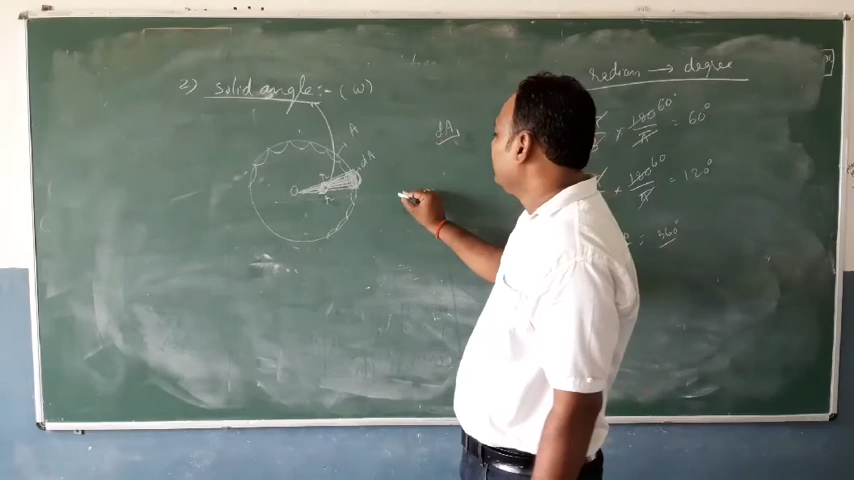 2) solid angle :- (ω)
A
dA
O
dA
radian → degree
× 180 60° / π = 60°
× 180 60 / π = 120°
= 360°